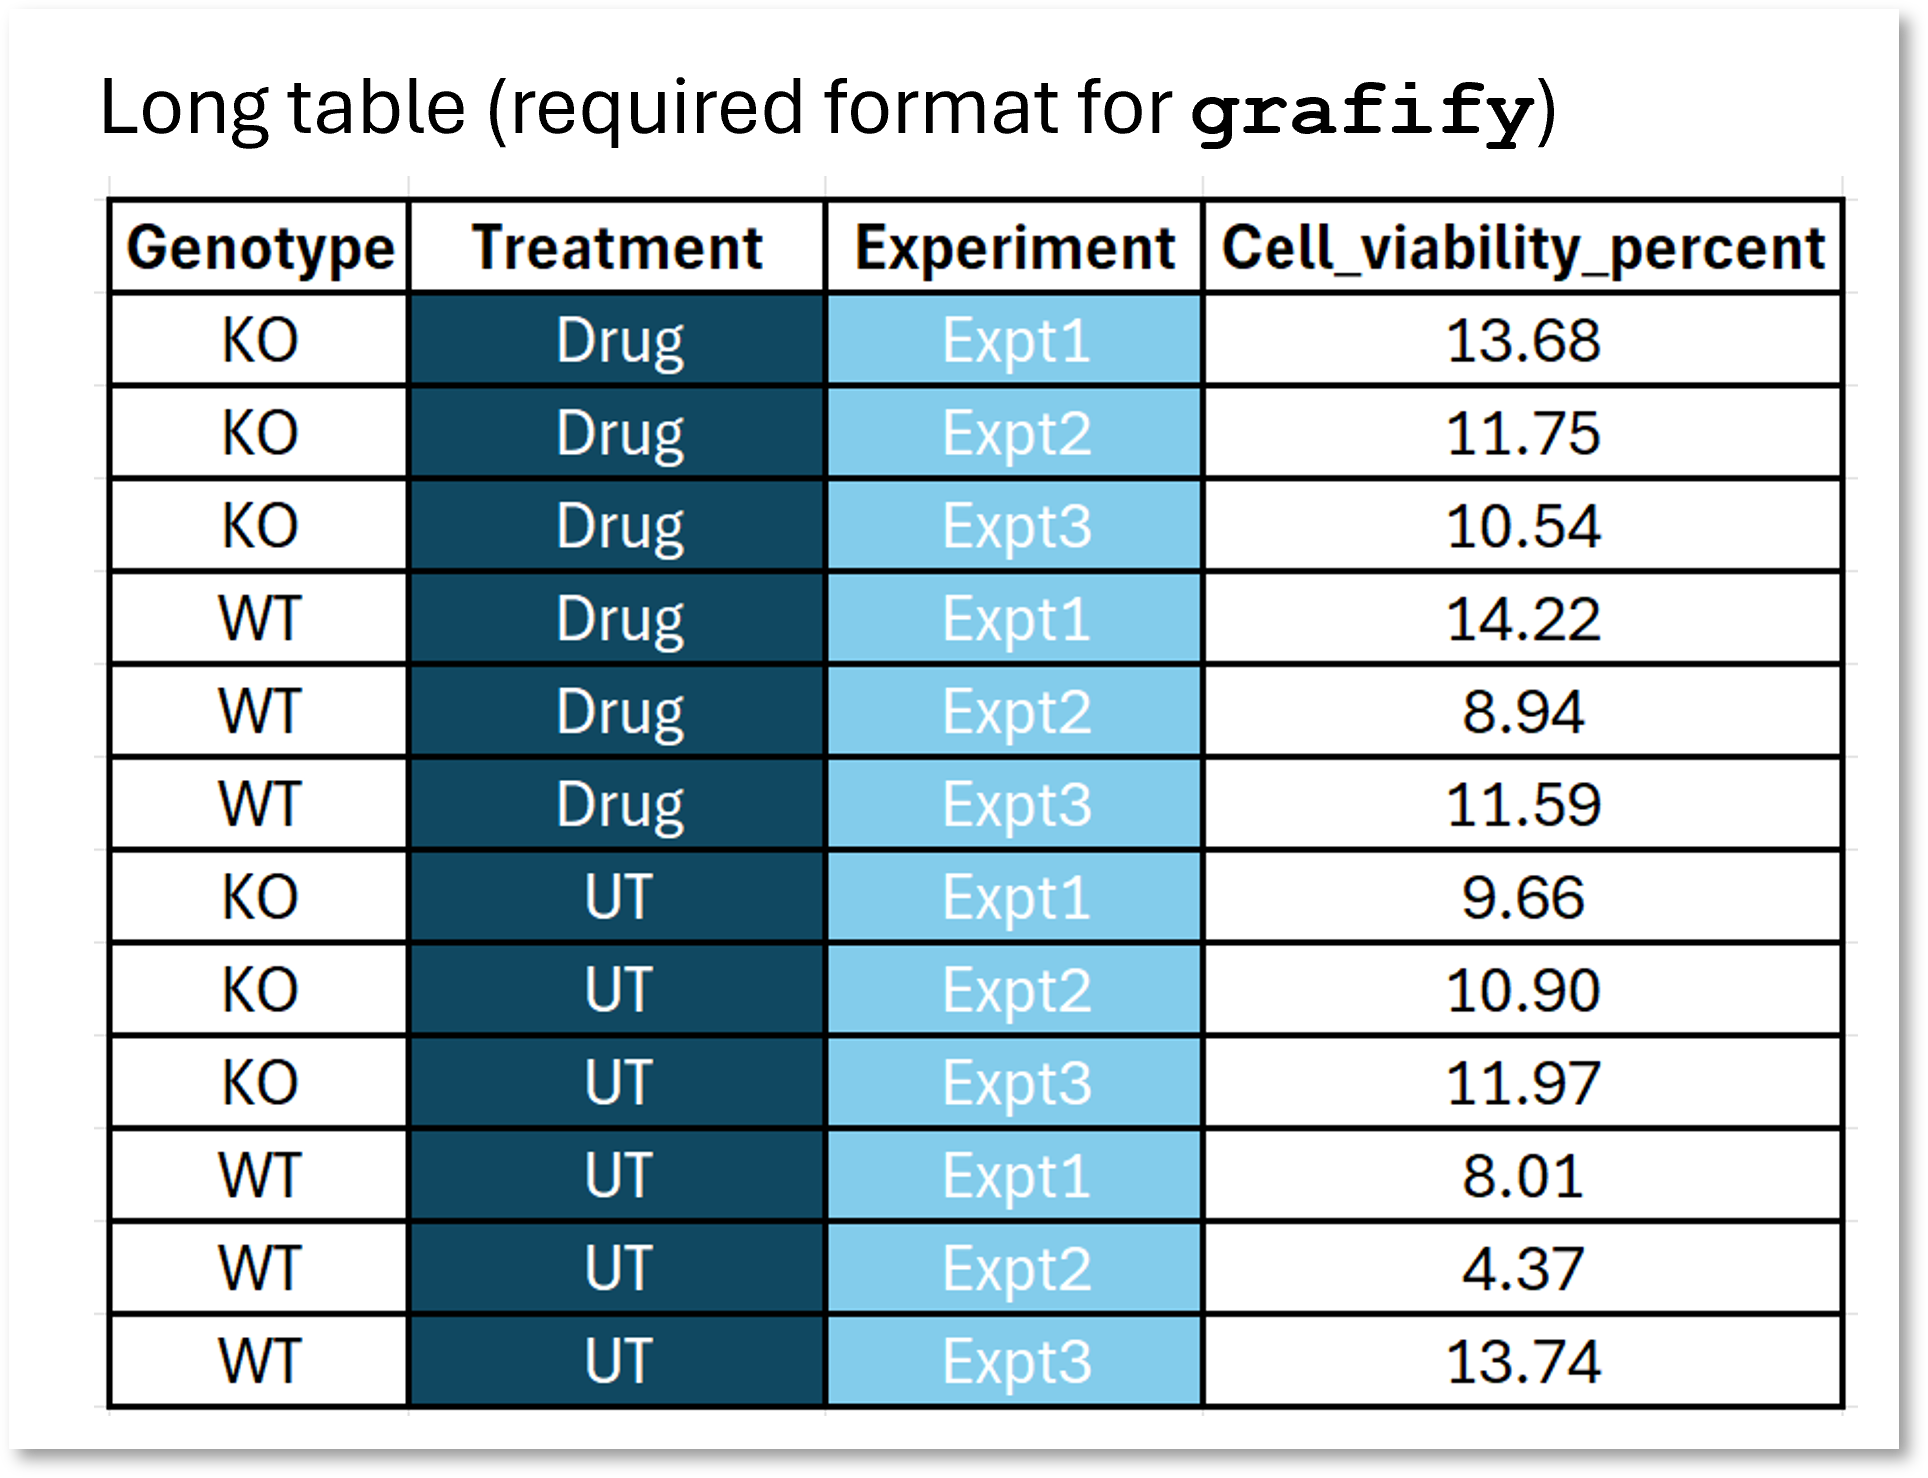 Long table (required format for grafify)
Genotype Treatment Experiment Cell_viability_percent
KO Drug Expt1 13.68
KO Drug Expt2 11.75
KO Drug Expt3 10.54
WT Drug Expt1 14.22
WT Drug Expt2 8.94
WT Drug Expt3 11.59
KO UT Expt1 9.66
KO UT Expt2 10.90
KO UT Expt3 11.97
WT UT Expt1 8.01
WT UT Expt2 4.37
WT UT Expt3 13.74